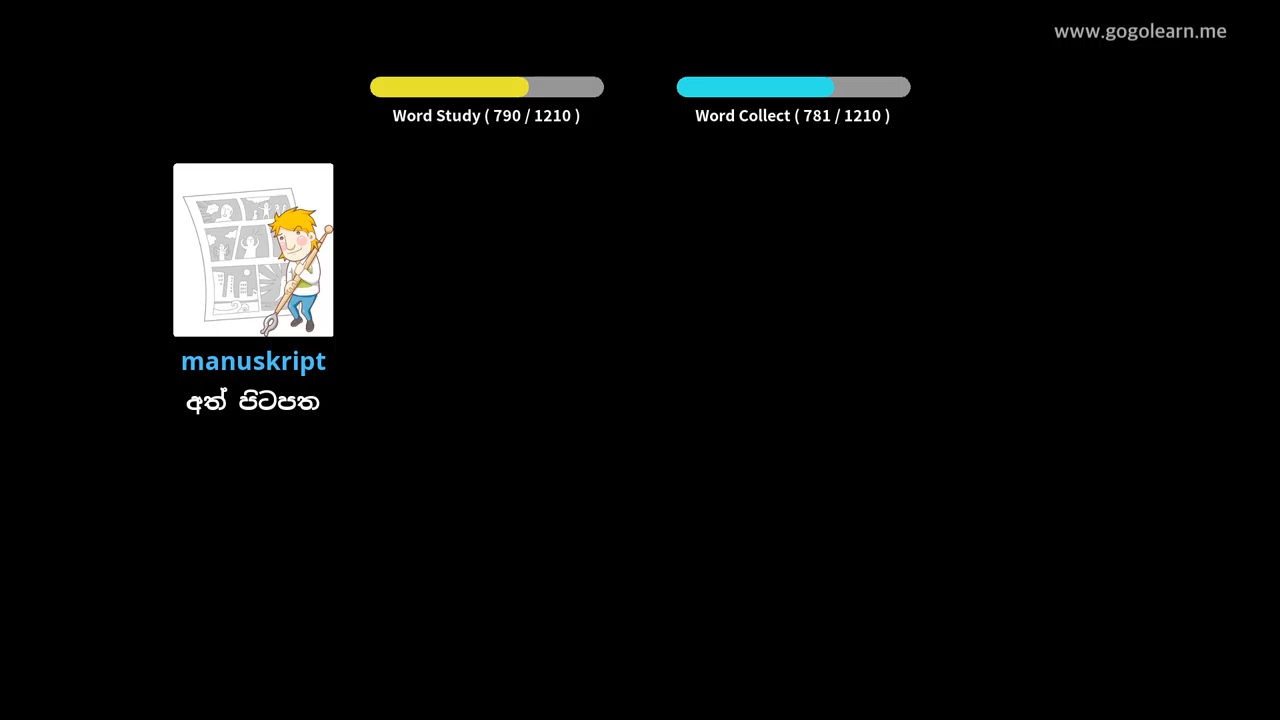 www.gogolearn.me
Word Study ( 790 / 1210 )
Word Collect ( 781 / 1210 )
manuskript
අත් පිටපත